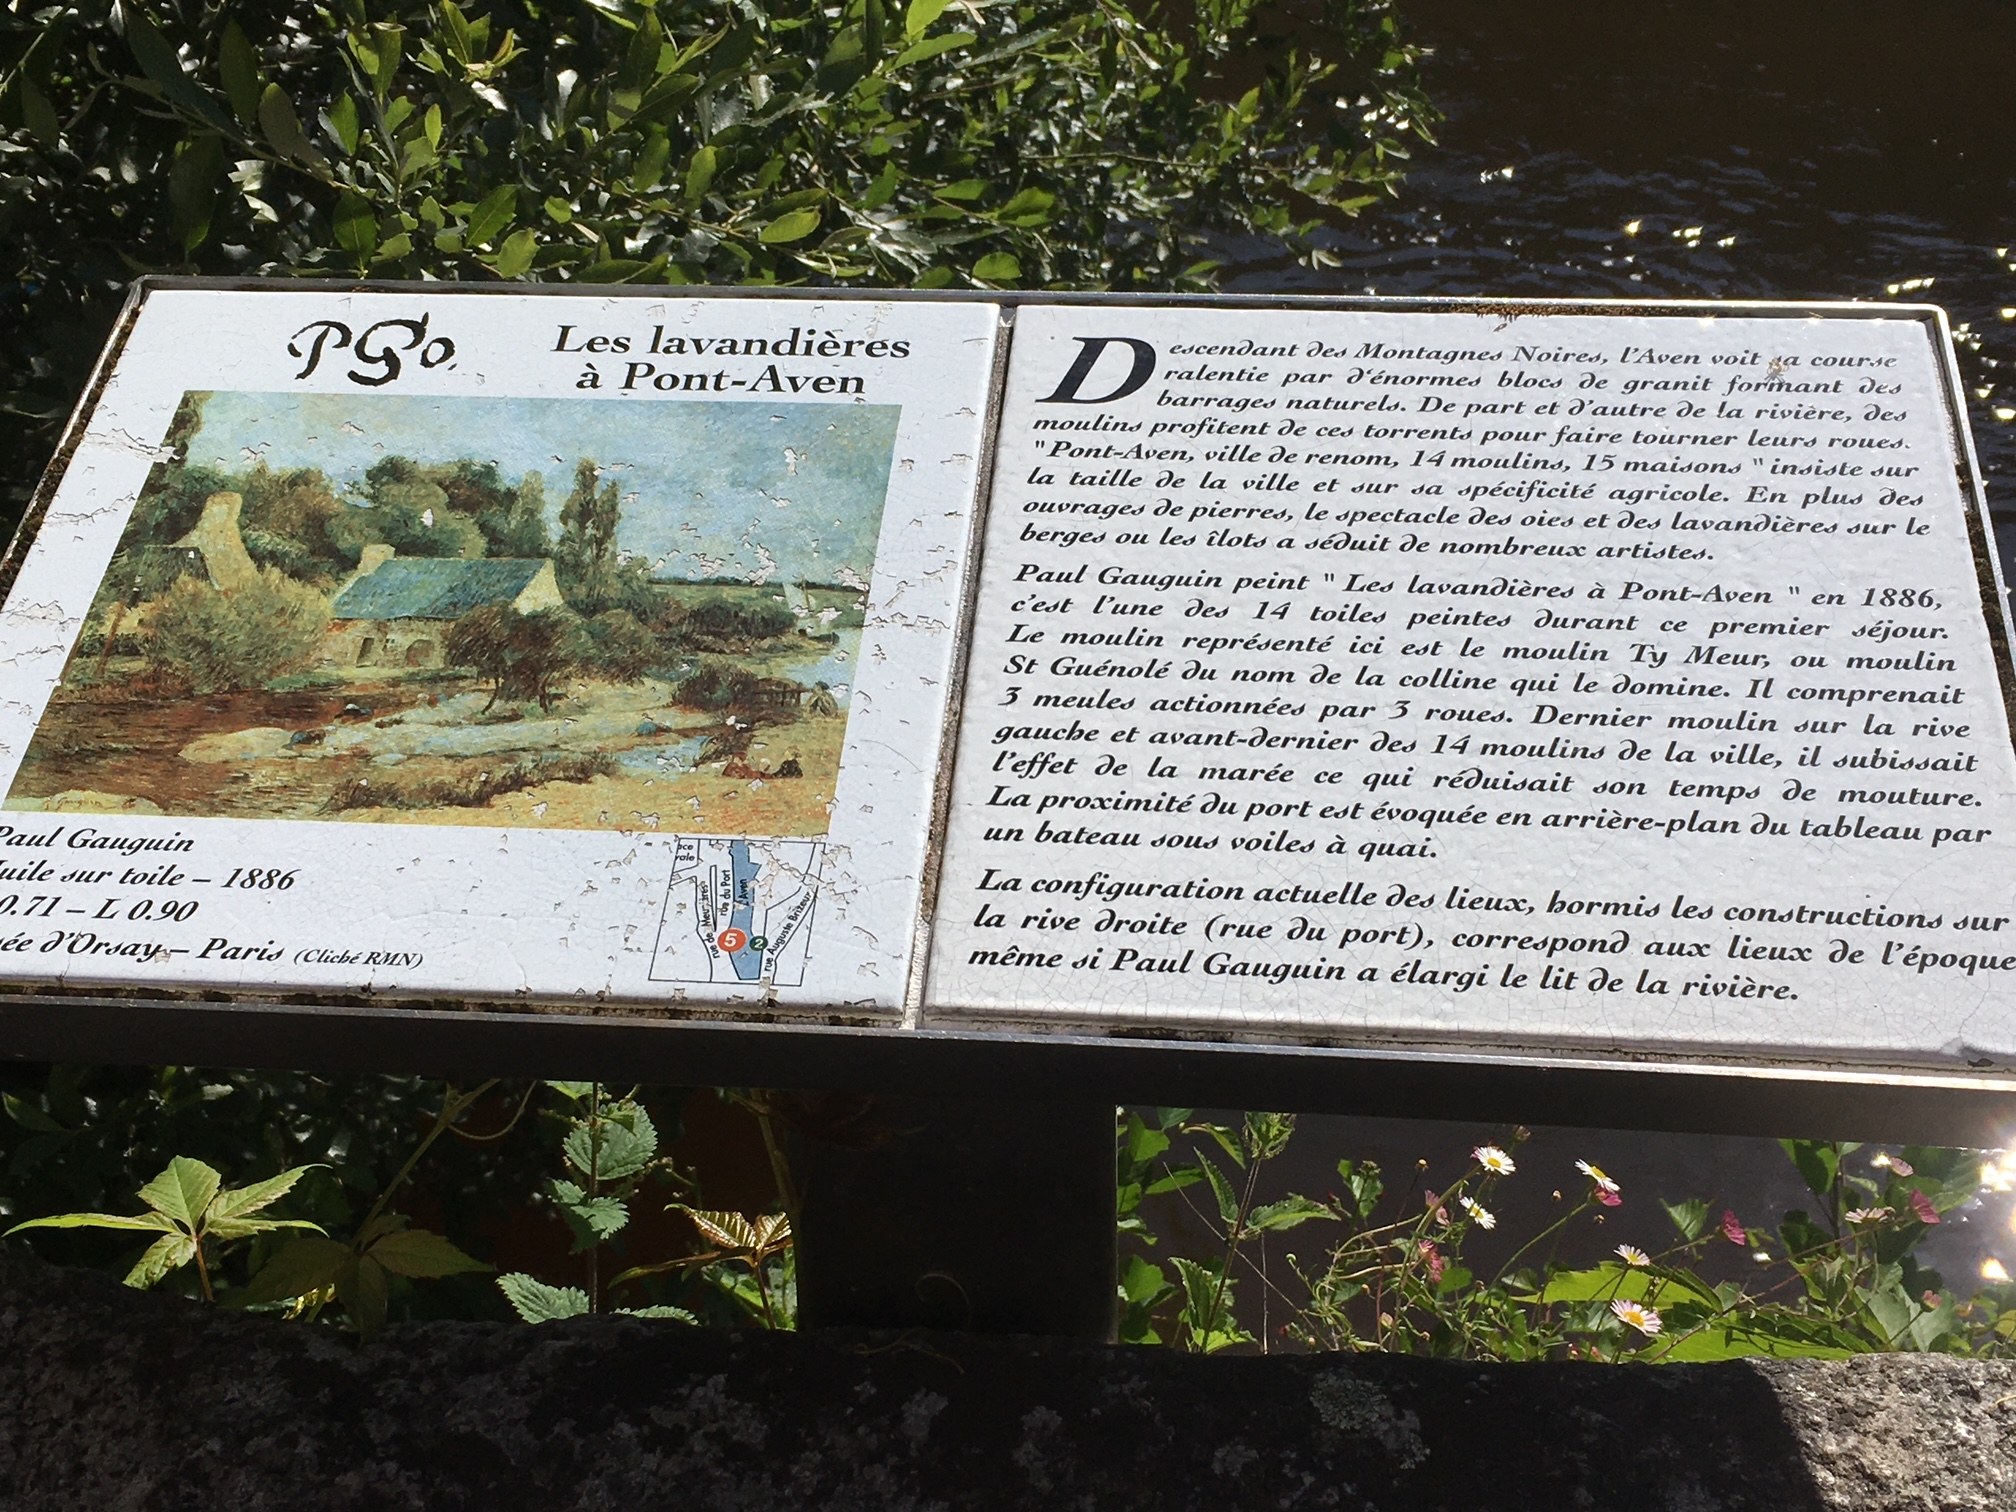 PGo.
Les lavandières
à Pont-Aven
Paul Gauguin
sur toile – 1886
0.71 – L 0.90
d'Orsay – Paris (Cliché RMN)
rue du Port
Aven
5
2
rue Auguste Brizeux
Descendant des Montagnes Noires, l'Aven voit sa course
ralentie par d'énormes blocs de granit formant des
barrages naturels. De part et d'autre de la rivière, des
moulins profitent de ces torrents pour faire tourner leurs roues.
"Pont-Aven, ville de renom, 14 moulins, 15 maisons " insiste sur
la taille de la ville et sur sa spécificité agricole. En plus des
ouvrages de pierres, le spectacle des oies et des lavandières sur le
berges ou les îlots a séduit de nombreux artistes.
Paul Gauguin peint " Les lavandières à Pont-Aven " en 1886,
c'est l'une des 14 toiles peintes durant ce premier séjour.
Le moulin représenté ici est le moulin Ty Meur, ou moulin
St Guénolé du nom de la colline qui le domine. Il comprenait
3 meules actionnées par 3 roues. Dernier moulin sur la rive
gauche et avant-dernier des 14 moulins de la ville, il subissait
l'effet de la marée ce qui réduisait son temps de mouture.
La proximité du port est évoquée en arrière-plan du tableau par
un bateau sous voiles à quai.
La configuration actuelle des lieux, hormis les constructions sur
la rive droite (rue du port), correspond aux lieux de l'époque
même si Paul Gauguin a élargi le lit de la rivière.